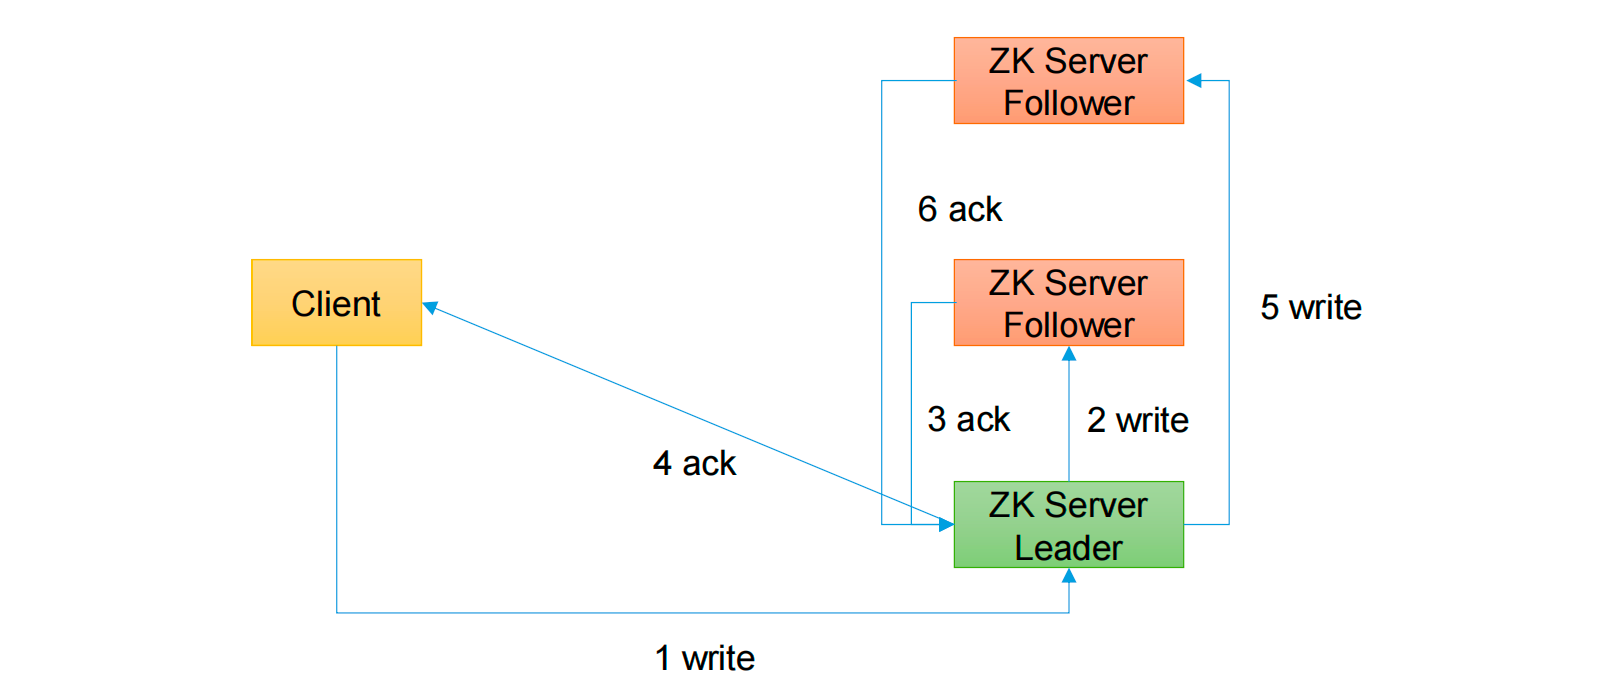 ZK Server
Follower
6 ack
Client
ZK Server
Follower
5 write
3 ack
2 write
4 ack
ZK Server
Leader
1 write